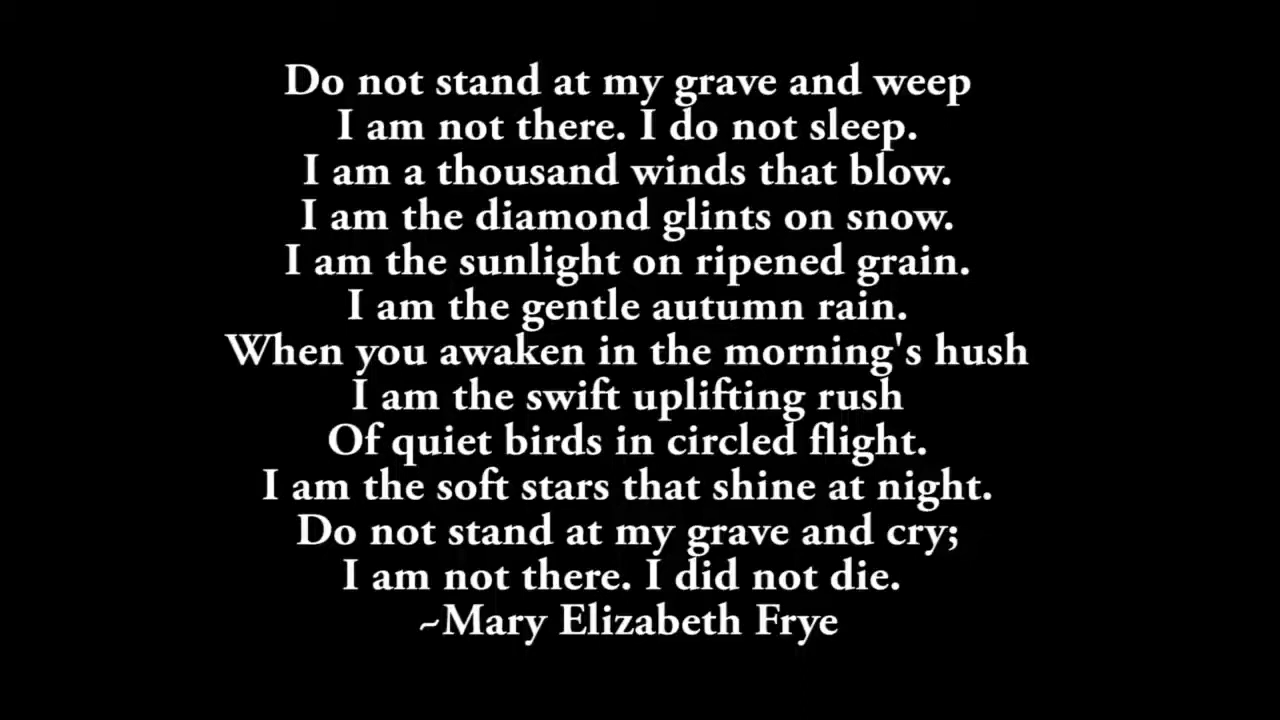 Do not stand at my grave and weep
I am not there. I do not sleep.
I am a thousand winds that blow.
I am the diamond glints on snow.
I am the sunlight on ripened grain.
I am the gentle autumn rain.
When you awaken in the morning's hush
I am the swift uplifting rush
Of quiet birds in circled flight.
I am the soft stars that shine at night.
Do not stand at my grave and cry;
I am not there. I did not die.
~Mary Elizabeth Frye